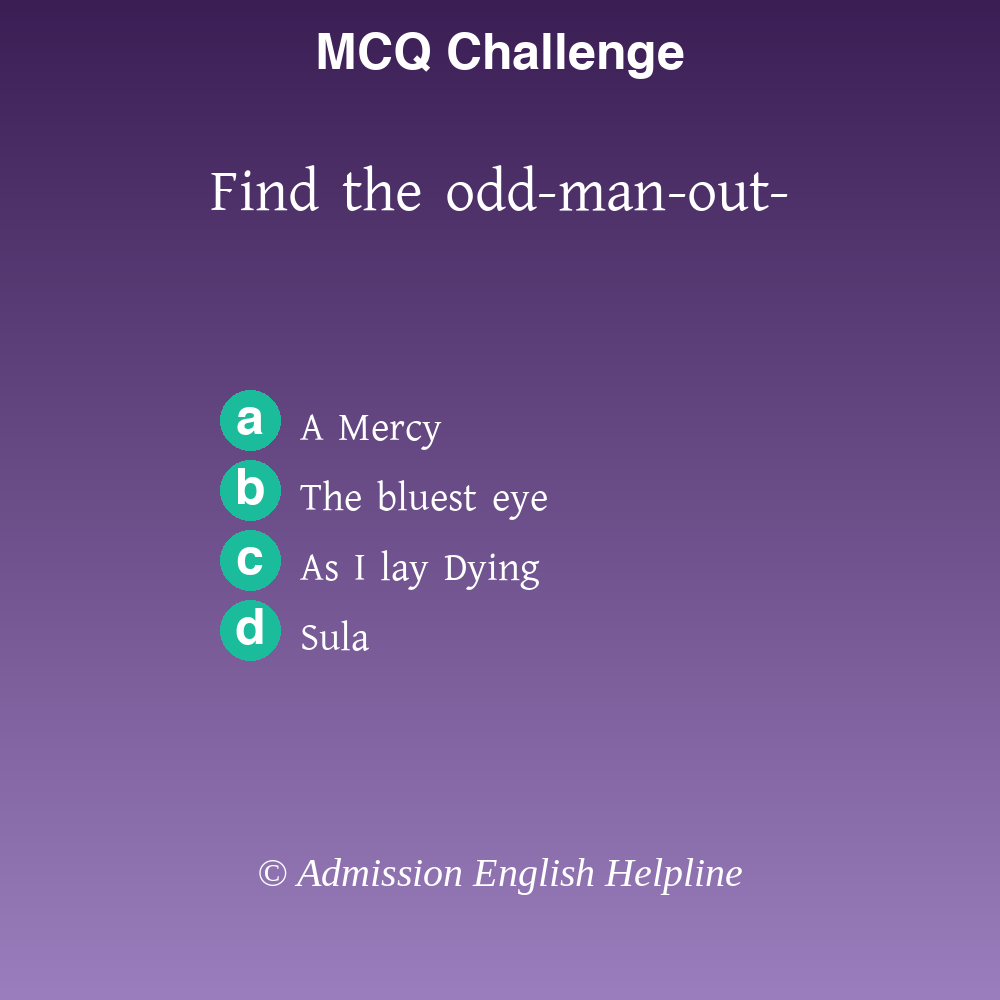 MCQ Challenge
Find the odd-man-out-
a A Mercy
b The bluest eye
c As I lay Dying
d Sula
© Admission English Helpline